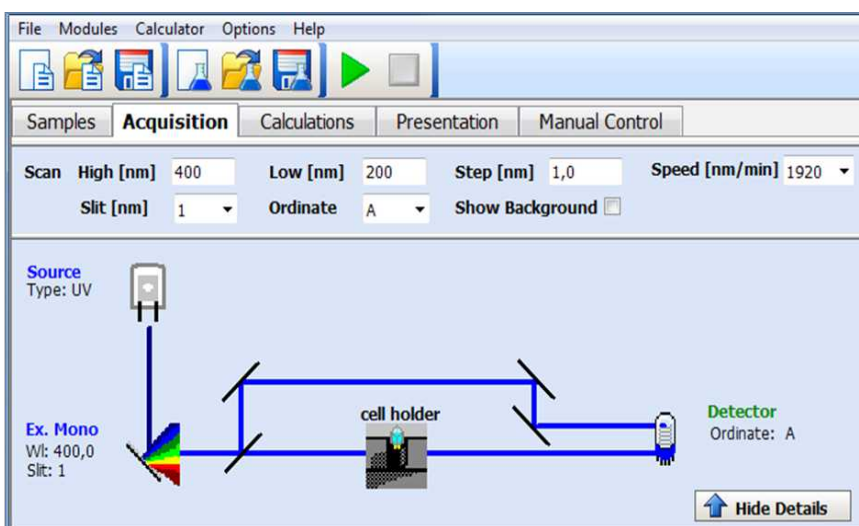 File Modules Calculator Options Help
Samples Acquisition Calculations Presentation Manual Control
Scan High [nm] 400 Low [nm] 200 Step [nm] 1,0 Speed [nm/min] 1920
Slit [nm] 1 Ordinate A Show Background
Source
Type: UV
cell holder
Detector
Ordinate: A
Ex. Mono
Wl: 400,0
Slit: 1
Hide Details